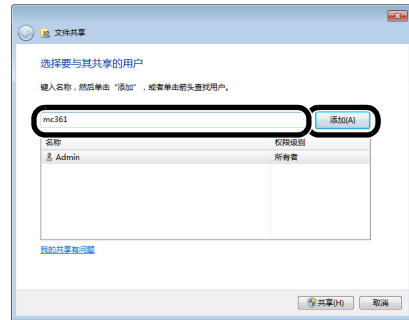 文件共享
选择要与其共享的用户
键入名称，然后单击“添加”，或者单击箭头查找用户。
mc361 添加(A)
名称 权限级别
Admin 所有者
我的共享有问题
共享(H) 取消